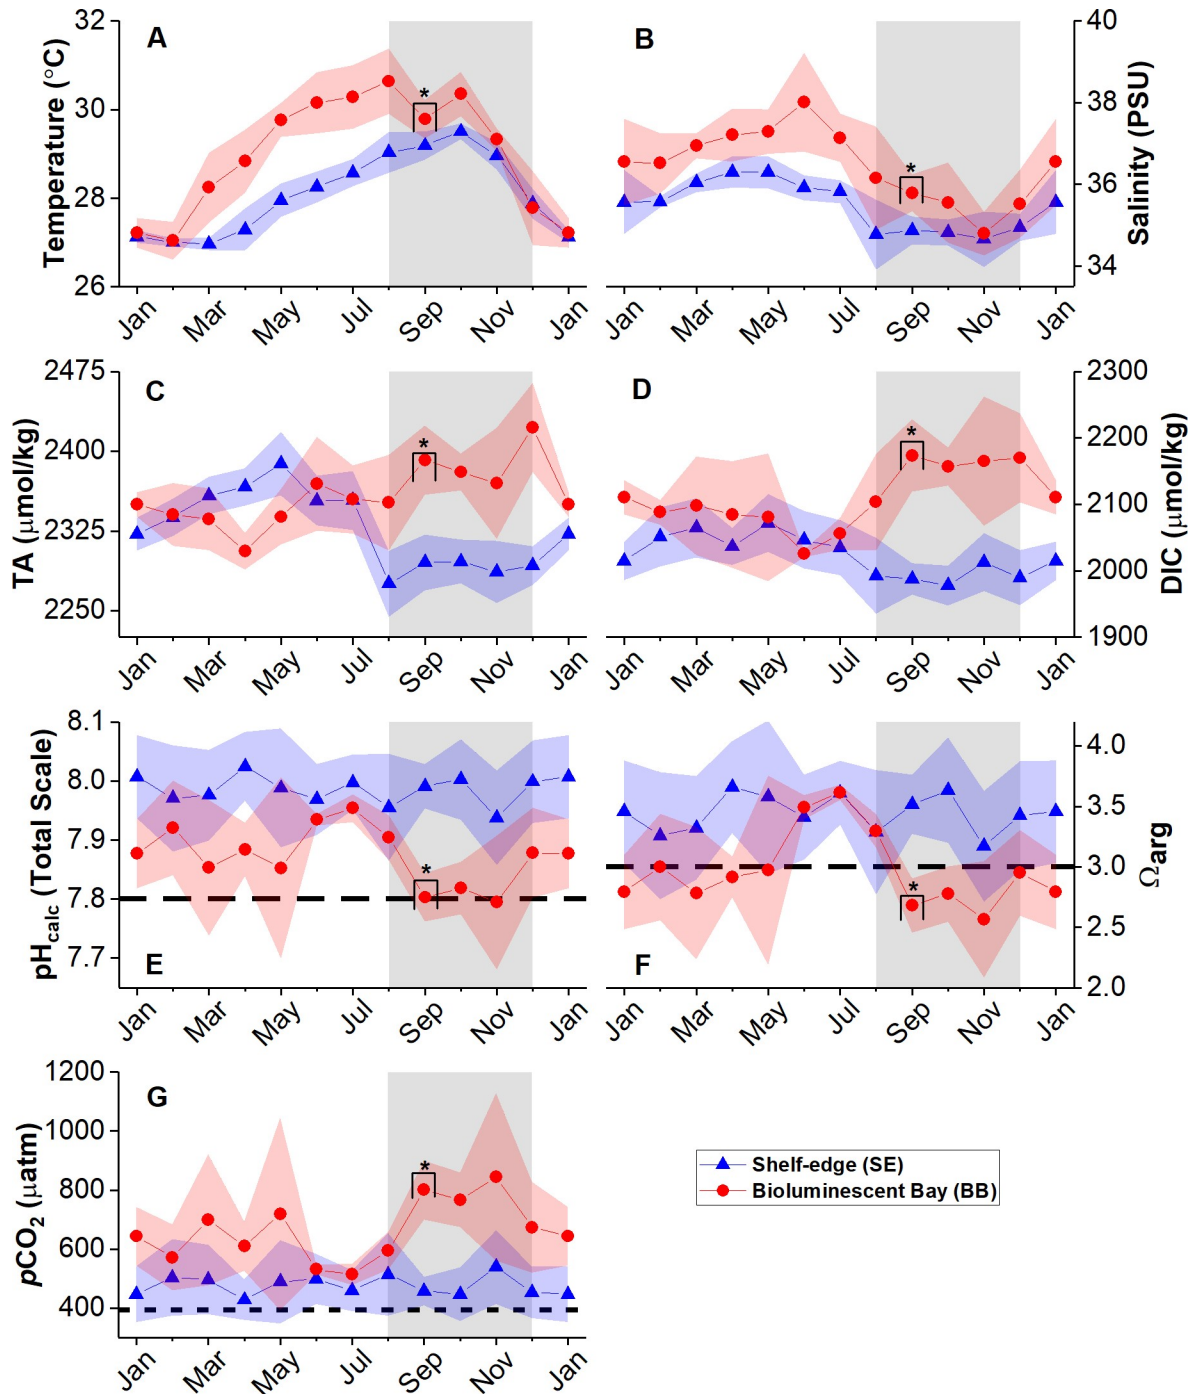 A
Temperature (°C)
32
30
28
26
*
Jan Mar May Jul Sep Nov Jan
B
Salinity (PSU)
40
38
36
34
*
Jan Mar May Jul Sep Nov Jan
C
TA (μmol/kg)
2475
2400
2325
2250
*
Jan Mar May Jul Sep Nov Jan
D
DIC (μmol/kg)
2300
2200
2100
2000
1900
*
Jan Mar May Jul Sep Nov Jan
E
pHcalc (Total Scale)
8.1
8.0
7.9
7.8
7.7
*
Jan Mar May Jul Sep Nov Jan
F
Ωarg
4.0
3.5
3.0
2.5
2.0
*
Jan Mar May Jul Sep Nov Jan
G
pCO₂ (μatm)
1200
1000
800
600
400
*
Jan Mar May Jul Sep Nov Jan
Shelf-edge (SE)
Bioluminescent Bay (BB)